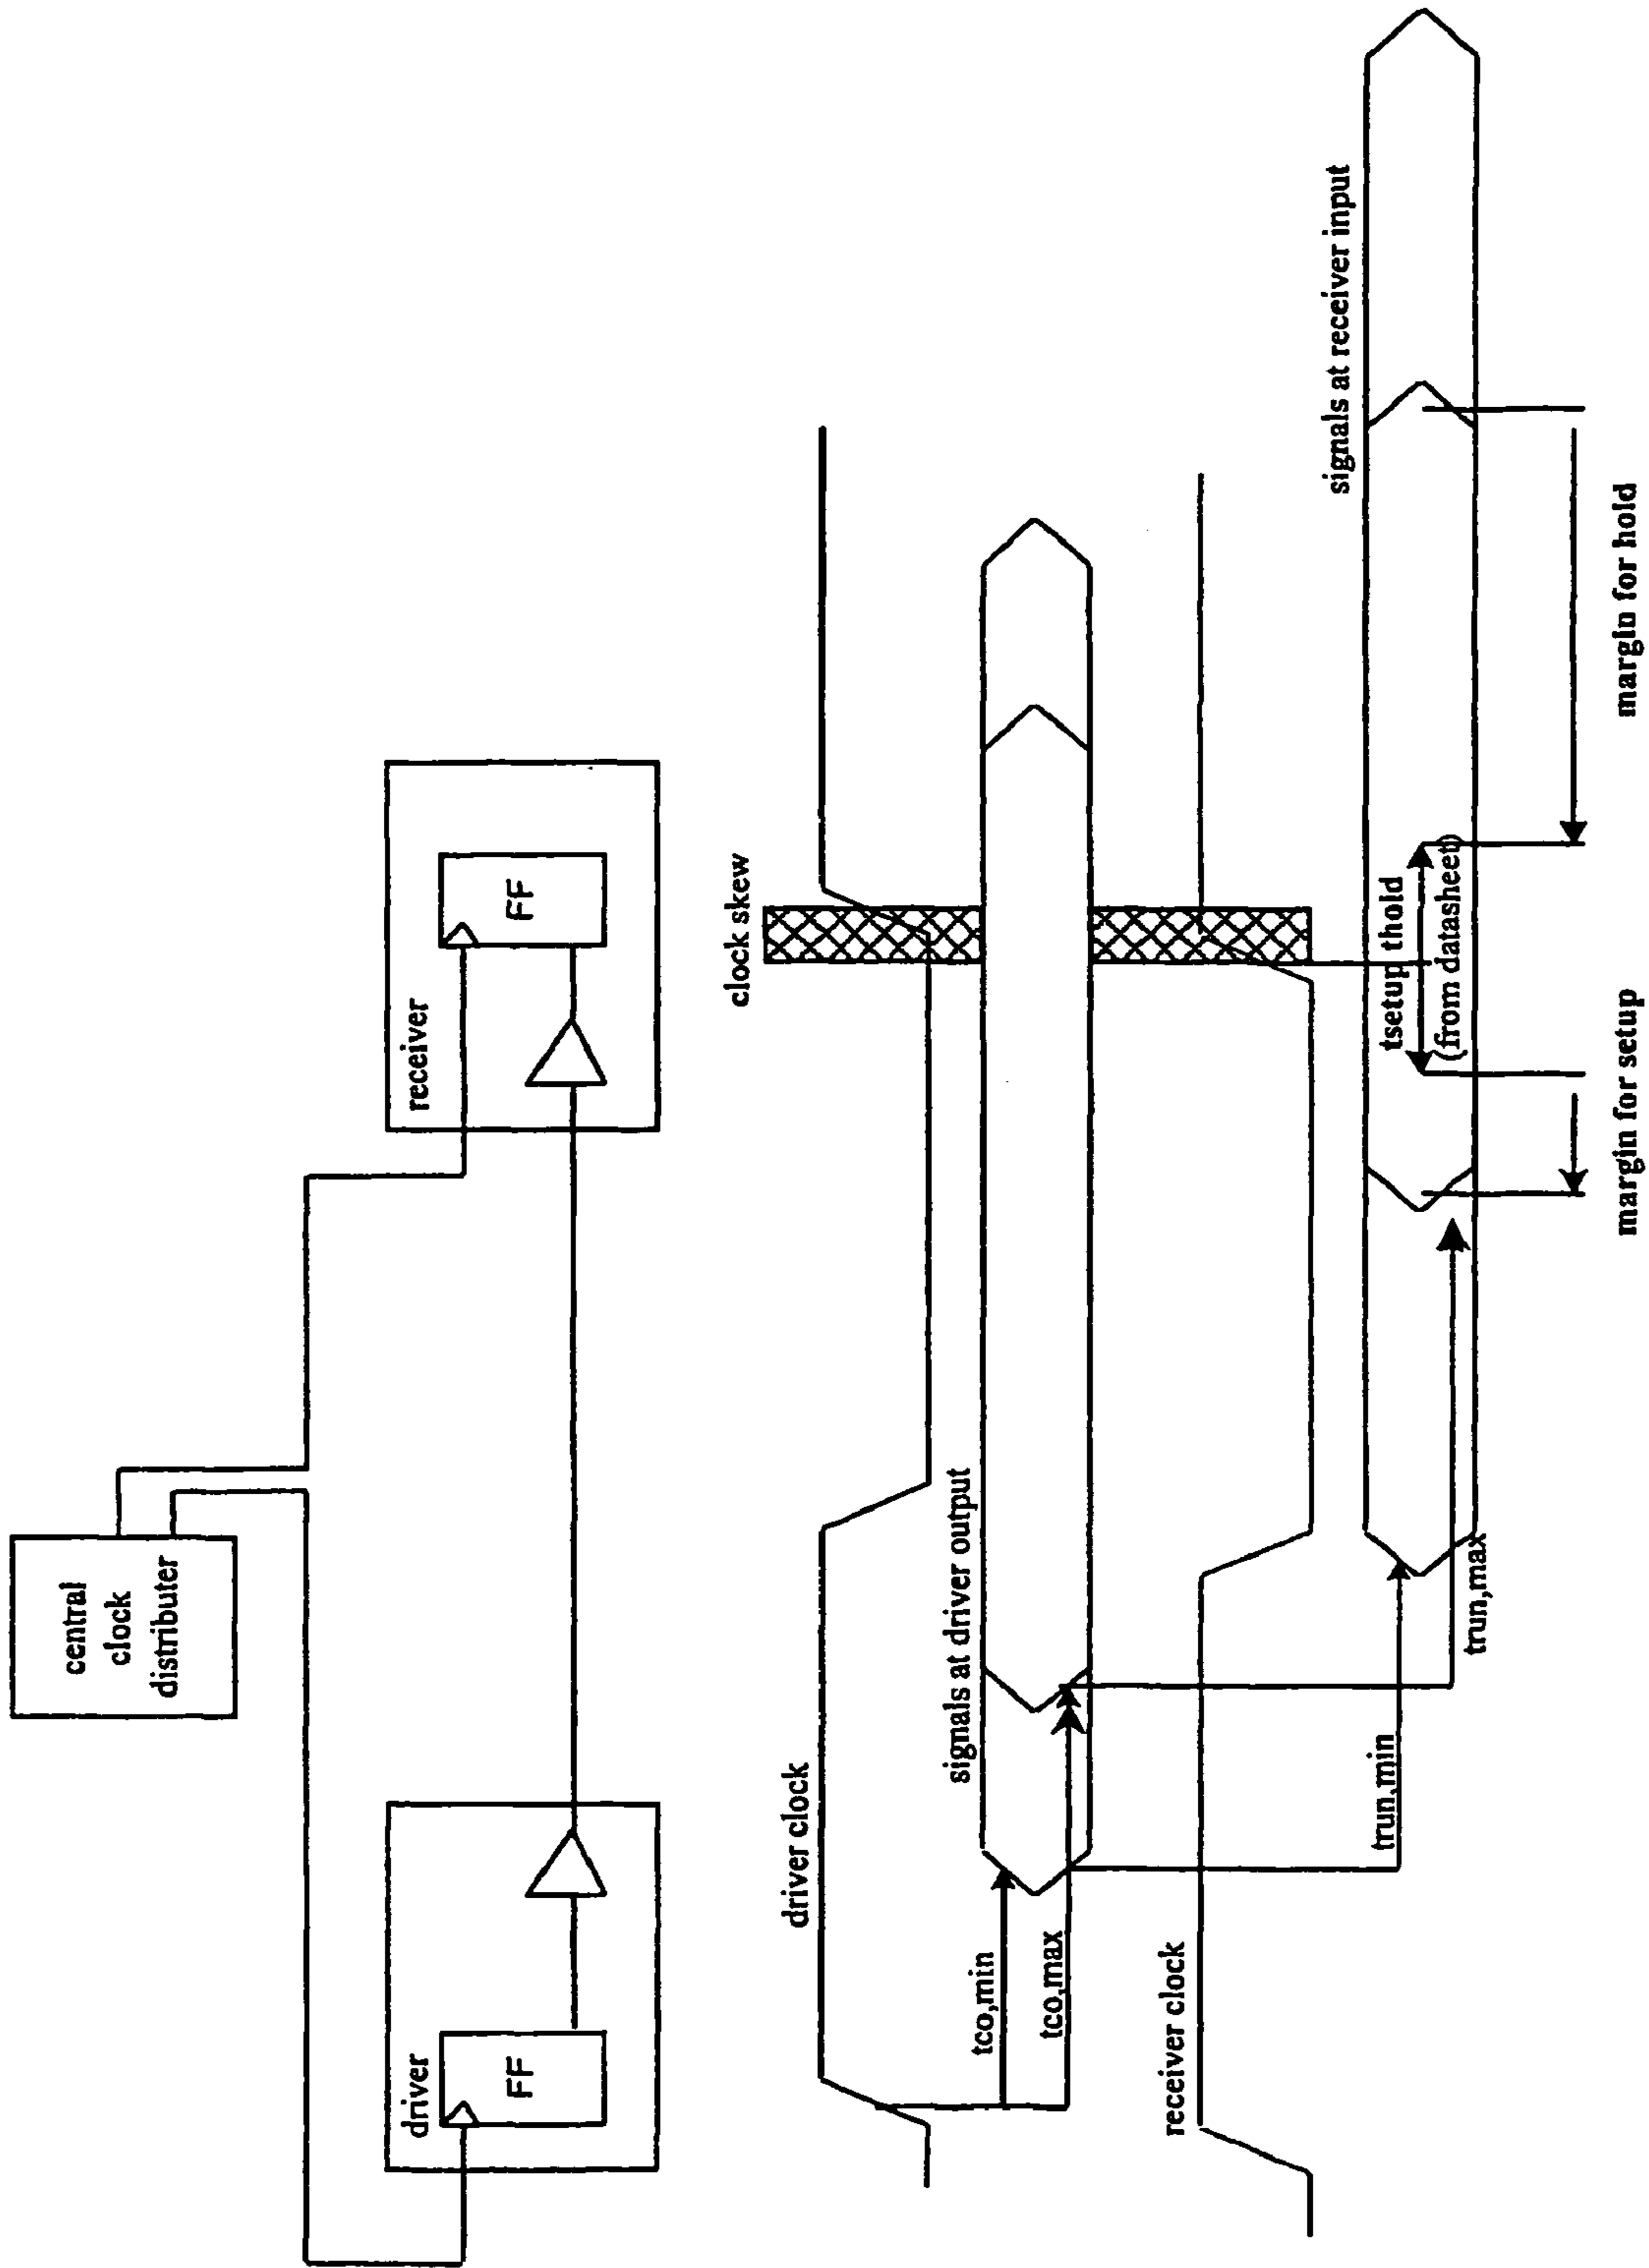 central
clock
distributer
driver
FF
receiver
FF
driver clock
clock skew
tco,min
tco,max
signals at driver output
receiver clock
trun,min
trun,max
signals at receiver input
tsetup thold
(from datasheet)
margin for setup
margin for hold